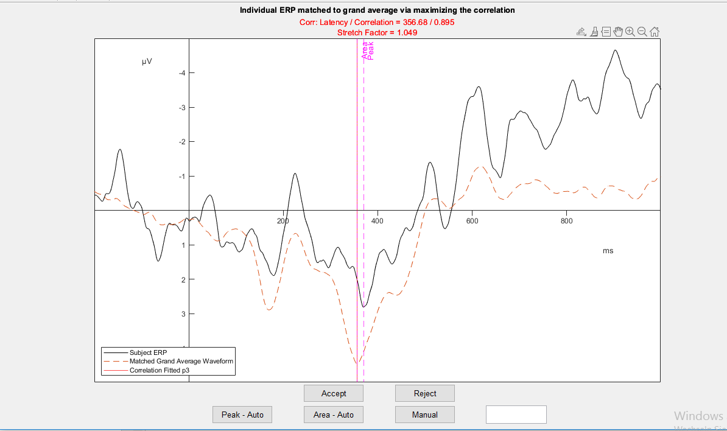 Individual ERP matched to grand average via maximizing the correlation
Corr: Latency / Correlation = 356.68 / 0.895
Stretch Factor = 1.049
Area
Peak
µV
-4
-3
-2
-1
200
400
600
800
1
ms
2
3
Subject ERP
Matched Grand Average Waveform
Correlation Fitted p3
Accept
Reject
Peak - Auto
Area - Auto
Manual
Windows